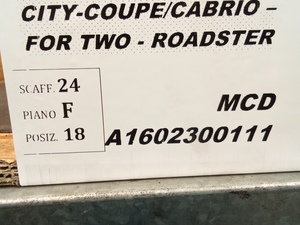 CITY-COUPE/CABRIO –
FOR TWO - ROADSTER
SCAFF. 24
PIANO F
POSIZ. 18
MCD
A1602300111